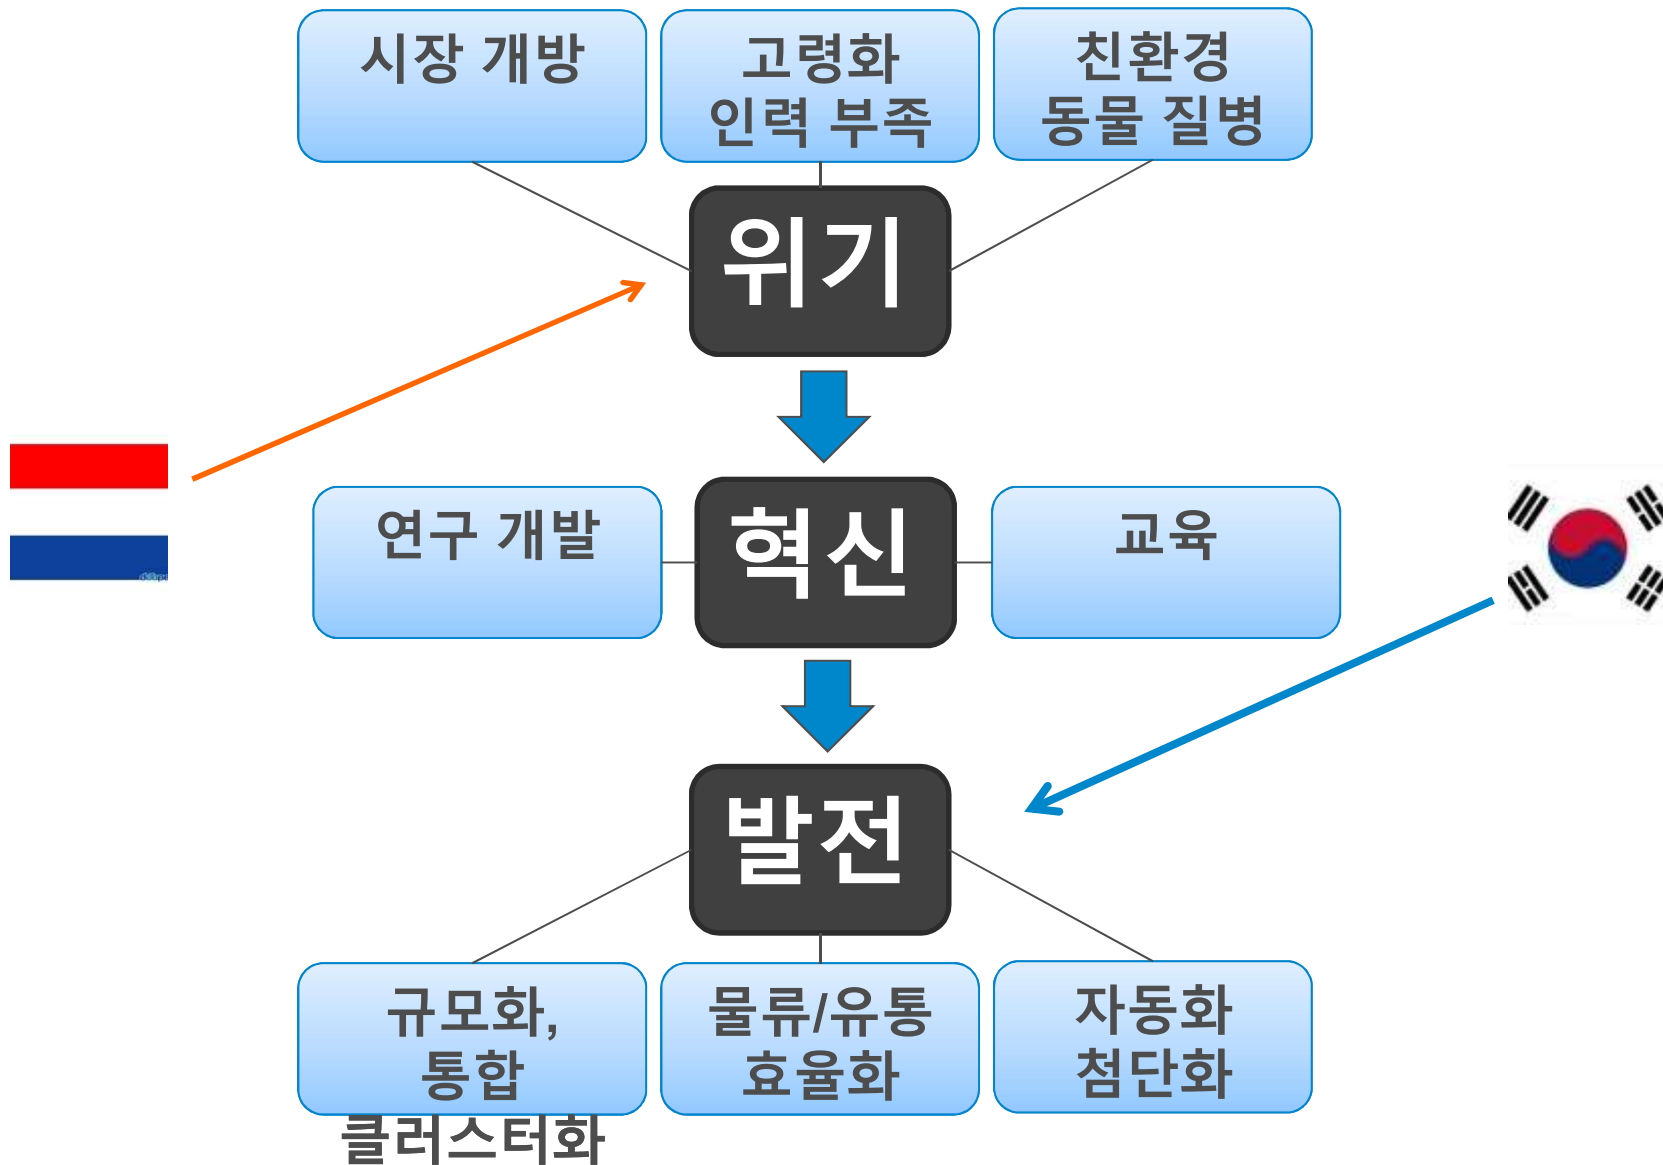 시장 개방
고령화
인력 부족
친환경
동물 질병
위기
연구 개발
혁신
교육
발전
규모화,
통합
클러스터화
물류/유통
효율화
자동화
첨단화